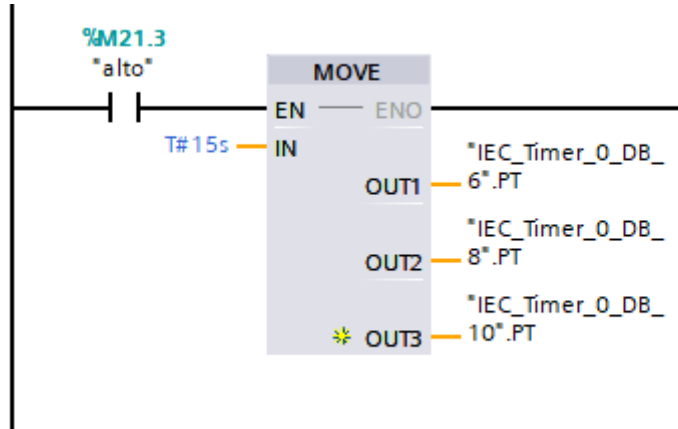 %M21.3
"alto"
MOVE
EN ENO
T#15s IN
"IEC_Timer_0_DB_
OUT1 6".PT
"IEC_Timer_0_DB_
OUT2 8".PT
"IEC_Timer_0_DB_
OUT3 10".PT